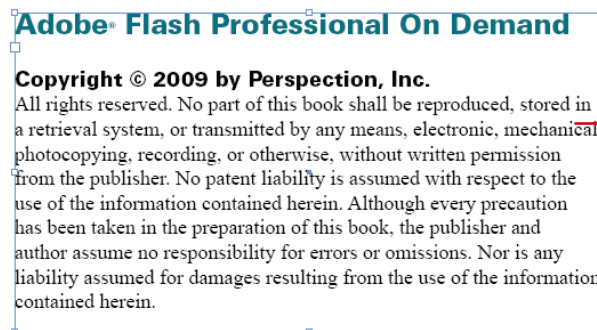 Adobe® Flash Professional On Demand
Copyright © 2009 by Perspection, Inc.
All rights reserved. No part of this book shall be reproduced, stored in
a retrieval system, or transmitted by any means, electronic, mechanical
photocopying, recording, or otherwise, without written permission
from the publisher. No patent liability is assumed with respect to the
use of the information contained herein. Although every precaution
has been taken in the preparation of this book, the publisher and
author assume no responsibility for errors or omissions. Nor is any
liability assumed for damages resulting from the use of the information
contained herein.